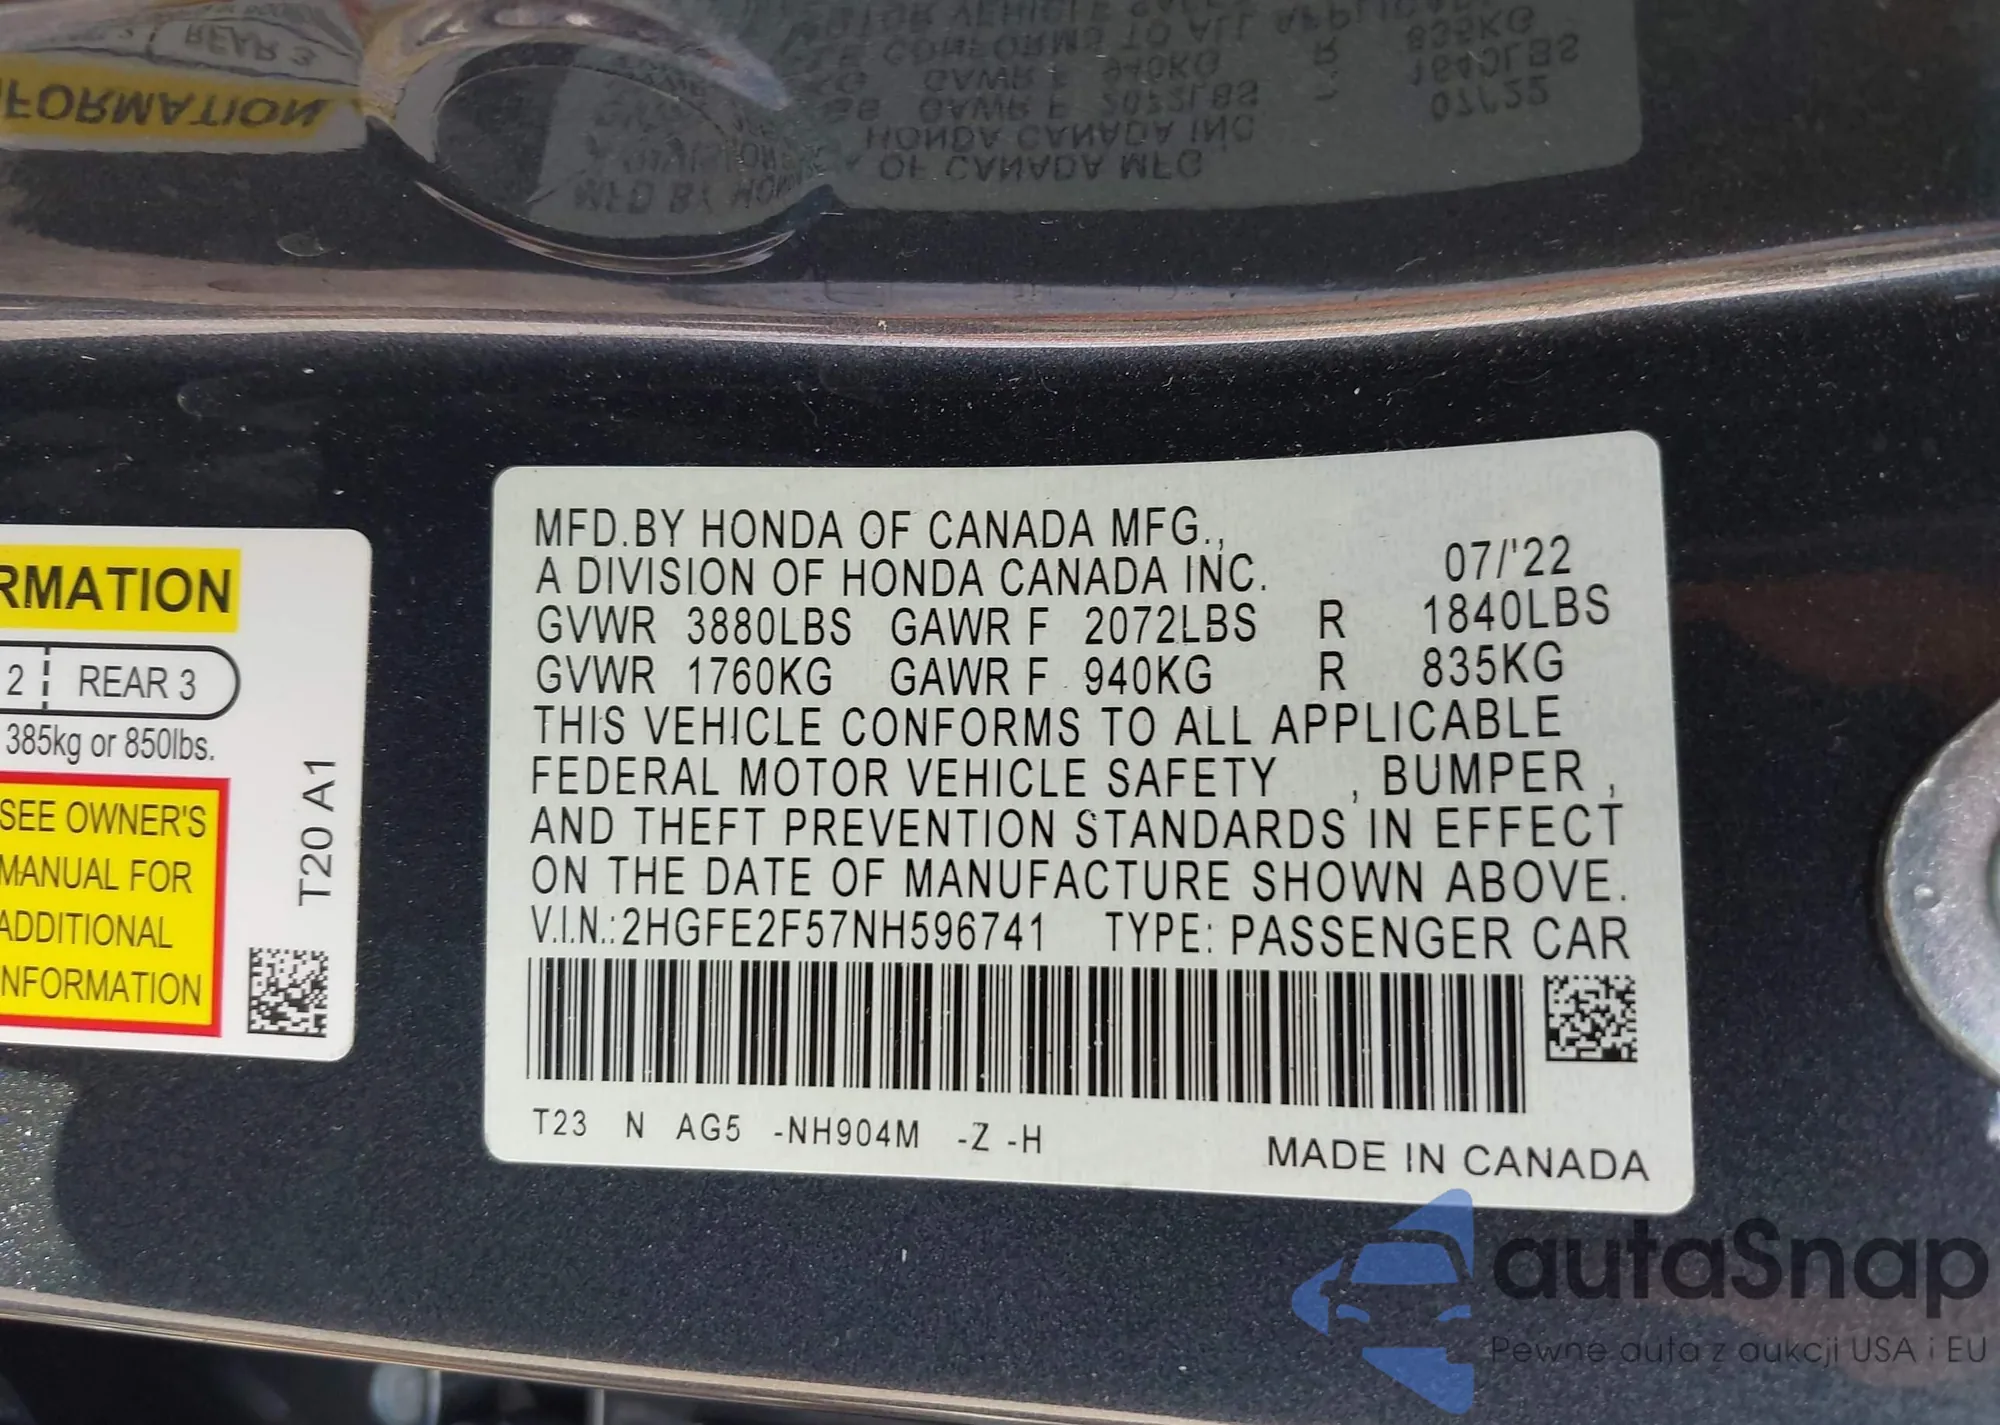 MFD.BY HONDA OF CANADA MFG.,
A DIVISION OF HONDA CANADA INC. 07/'22
GVWR 3880LBS GAWR F 2072LBS R 1840LBS
GVWR 1760KG GAWR F 940KG R 835KG
THIS VEHICLE CONFORMS TO ALL APPLICABLE
FEDERAL MOTOR VEHICLE SAFETY , BUMPER ,
AND THEFT PREVENTION STANDARDS IN EFFECT
ON THE DATE OF MANUFACTURE SHOWN ABOVE.
V.I.N.:2HGFE2F57NH596741 TYPE: PASSENGER CAR
T23 N AG5 -NH904M -Z -H
MADE IN CANADA
RMATION
2 REAR 3
385kg or 850lbs.
SEE OWNER'S
MANUAL FOR
ADDITIONAL
INFORMATION
T20 A1
autaSnap
Pewne auta z aukcji USA i EU